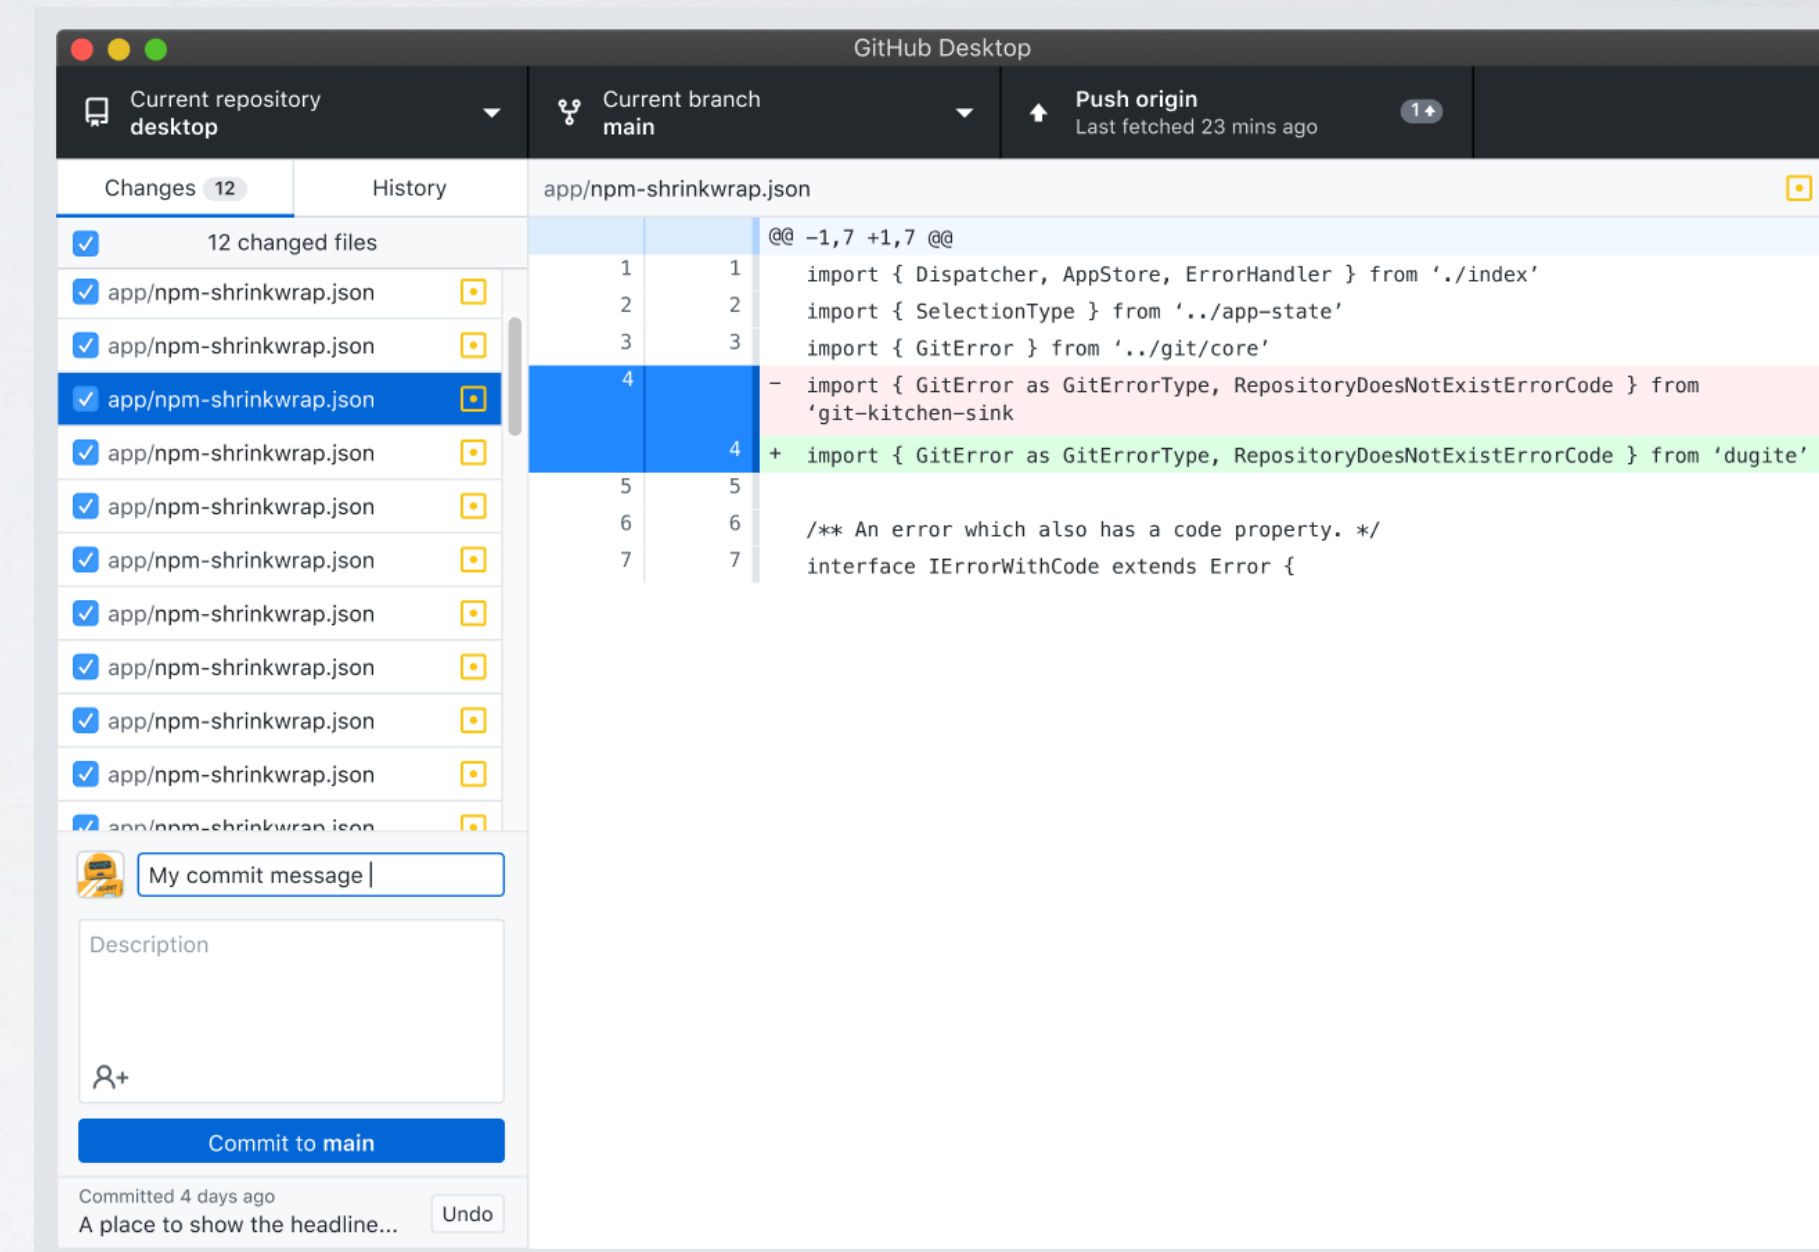 GitHub Desktop
Current repository
desktop
Current branch
main
Push origin
Last fetched 23 mins ago
1
Changes 12
History
app/npm-shrinkwrap.json
12 changed files
app/npm-shrinkwrap.json
app/npm-shrinkwrap.json
app/npm-shrinkwrap.json
app/npm-shrinkwrap.json
app/npm-shrinkwrap.json
app/npm-shrinkwrap.json
app/npm-shrinkwrap.json
app/npm-shrinkwrap.json
app/npm-shrinkwrap.json
app/npm-shrinkwrap.json
app/npm-shrinkwrap.json
My commit message
Description
Commit to main
Committed 4 days ago
A place to show the headline...
Undo
@@ -1,7 +1,7 @@
1 1 import { Dispatcher, AppStore, ErrorHandler } from ‘./index’
2 2 import { SelectionType } from ‘../app-state’
3 3 import { GitError } from ‘../git/core’
4 - import { GitError as GitErrorType, RepositoryDoesNotExistErrorCode } from
‘git-kitchen-sink
4 + import { GitError as GitErrorType, RepositoryDoesNotExistErrorCode } from ‘dugite’
5 5
6 6 /** An error which also has a code property. */
7 7 interface IErrorWithCode extends Error {